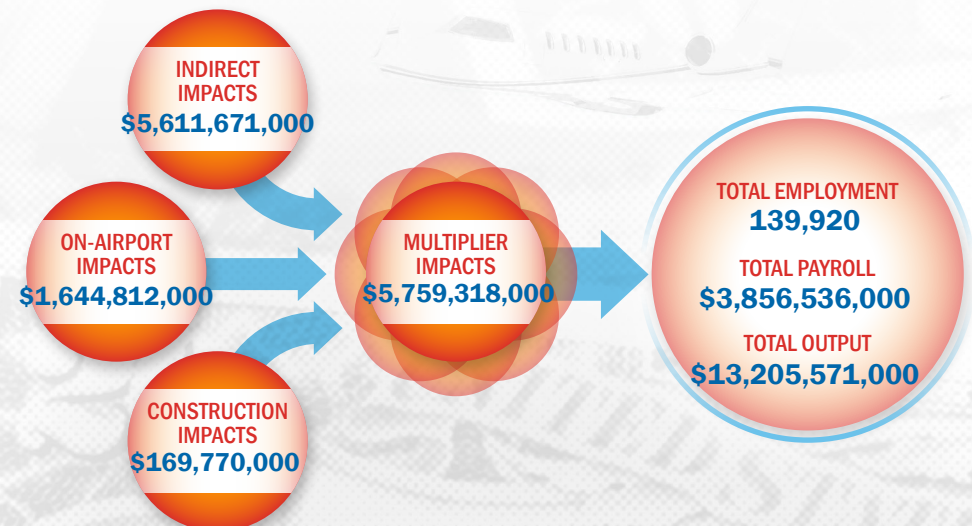 INDIRECT
IMPACTS
$5,611,671,000
ON-AIRPORT
IMPACTS
$1,644,812,000
CONSTRUCTION
IMPACTS
$169,770,000
MULTIPLIER
IMPACTS
$5,759,318,000
TOTAL EMPLOYMENT
139,920
TOTAL PAYROLL
$3,856,536,000
TOTAL OUTPUT
$13,205,571,000